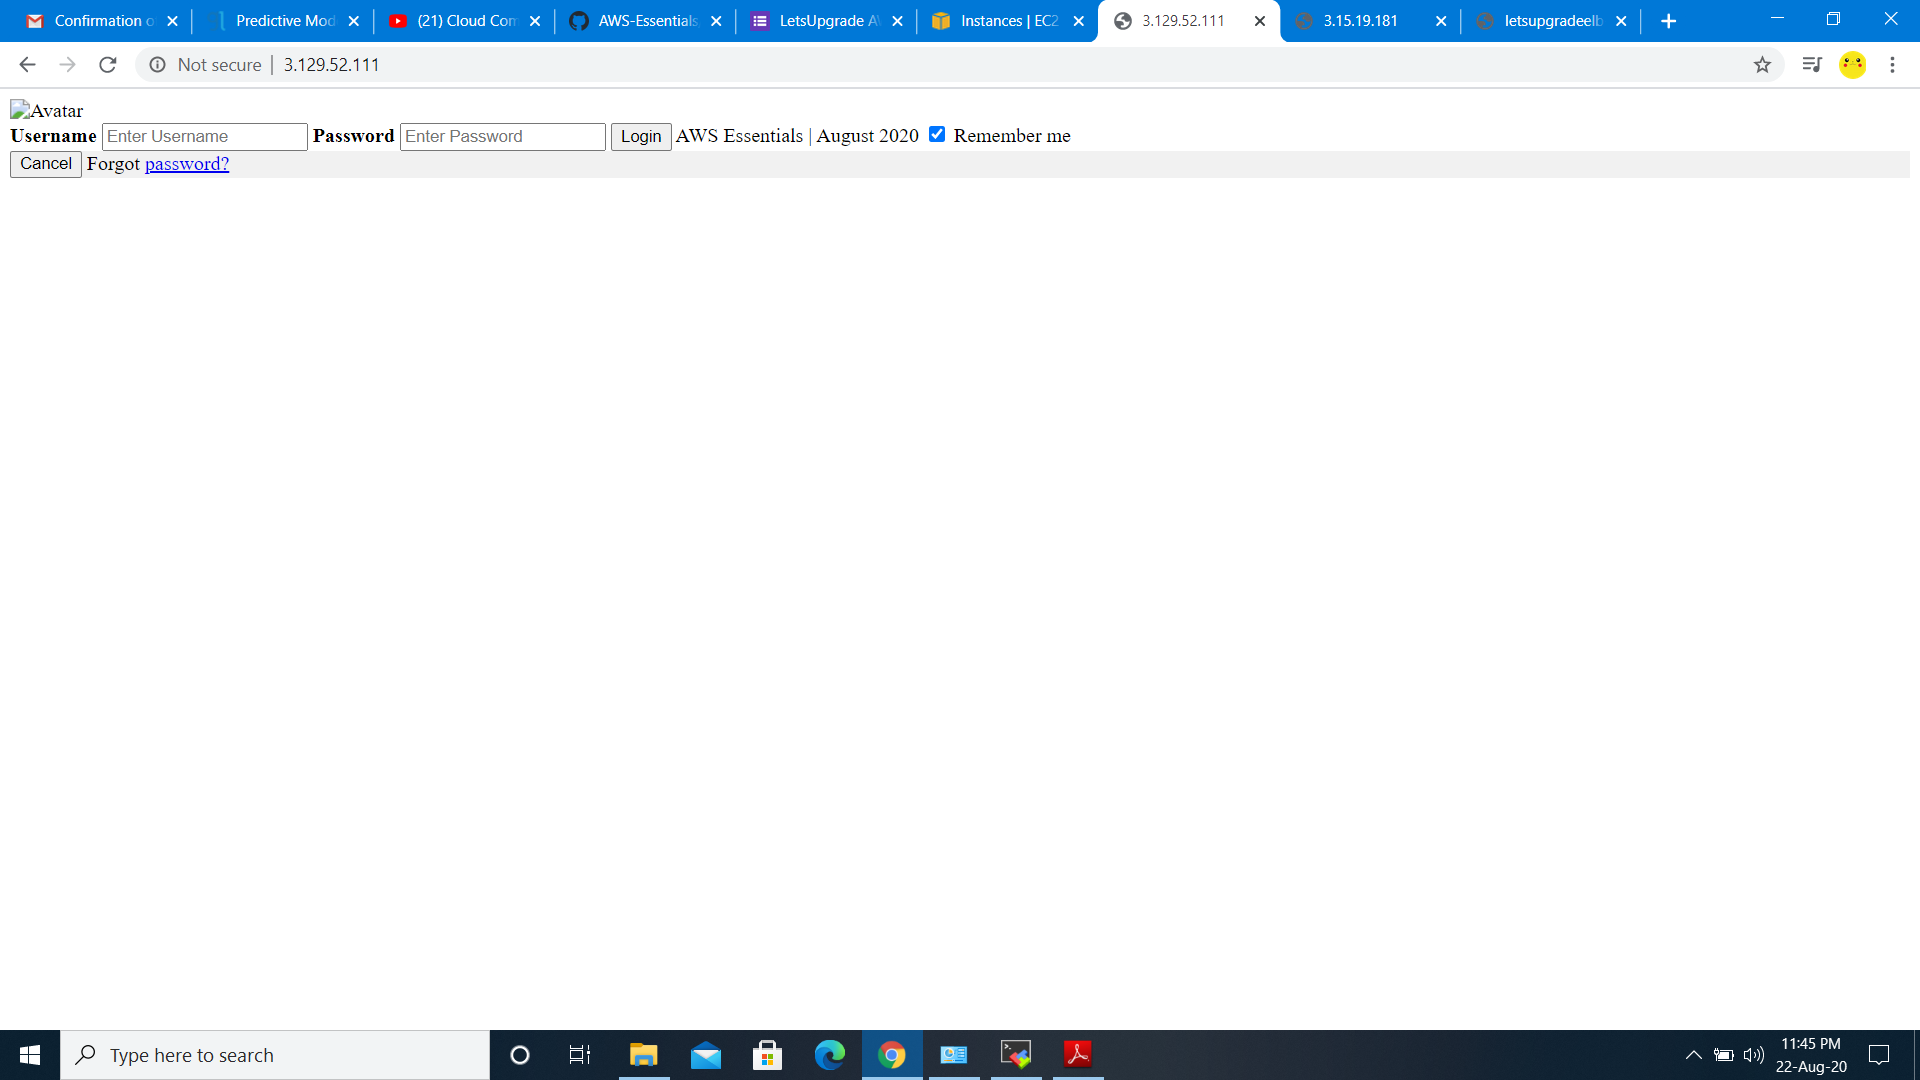 Confirmation o
Predictive Mod
(21) Cloud Com
AWS-Essentials
LetsUpgrade A
Instances | EC2
3.129.52.111
3.15.19.181
letsupgradeelb
Not secure | 3.129.52.111
Avatar
Username Enter Username Password Enter Password Login AWS Essentials | August 2020 Remember me
Cancel Forgot password?
Type here to search
11:45 PM
22-Aug-20